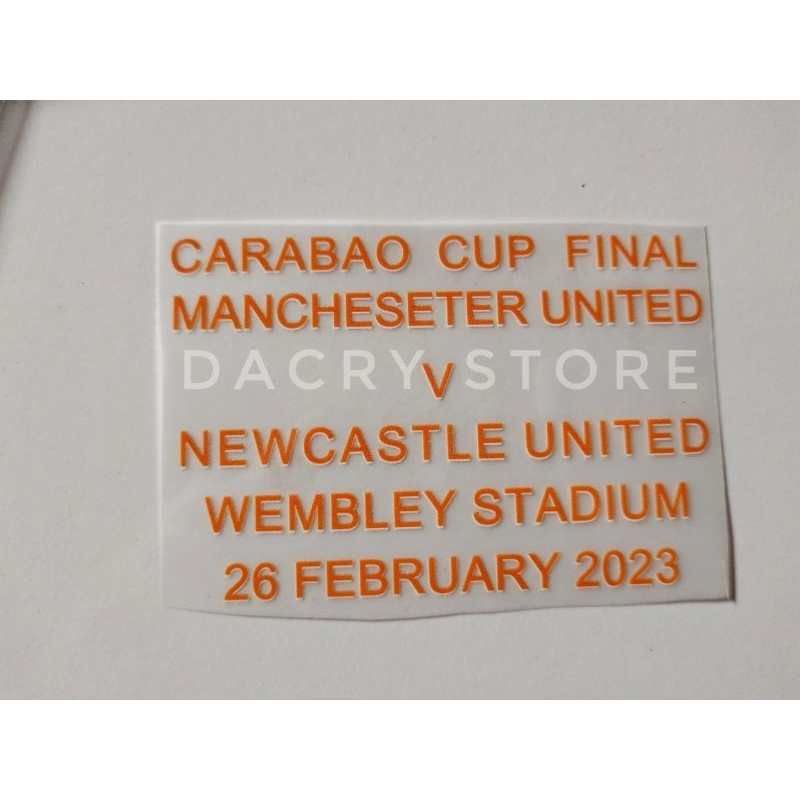 CARABAO CUP FINAL
MANCHESETER UNITED
V
DACRY STORE
NEWCASTLE UNITED
WEMBLEY STADIUM
26 FEBRUARY 2023